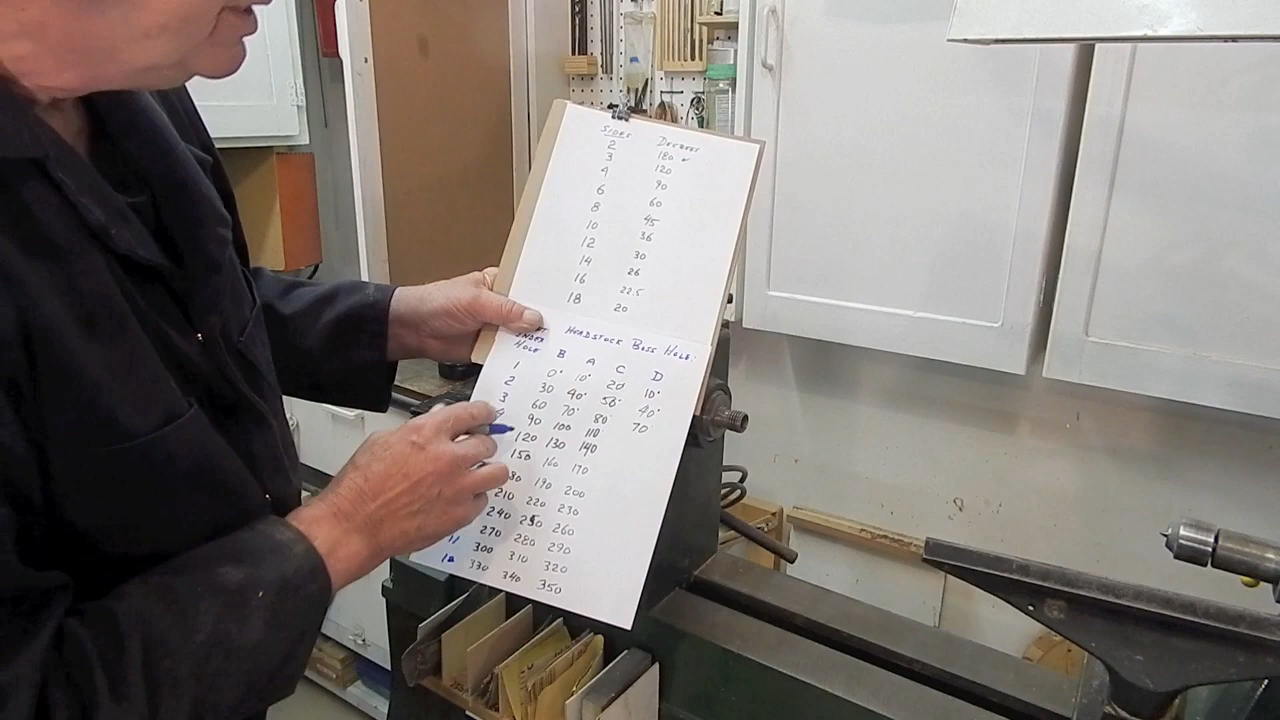 SIDES DEGREES
2 180 ✓
3 120
4 90
6 60
8 45
10 36
12 30
14 26
16 22.5
18 20
HEADSTOCK BOSS HOLE:
INDEX
HOLE B A C D
1 0° 10° 20° 10°
2 30 40° 50° 40°
3 60 70° 80° 70
4 90 100 110
120 130 140
150 160 170
190 200
210 220 230
240 250 260
270 280 290
11 300 310 320
12 330 340 350